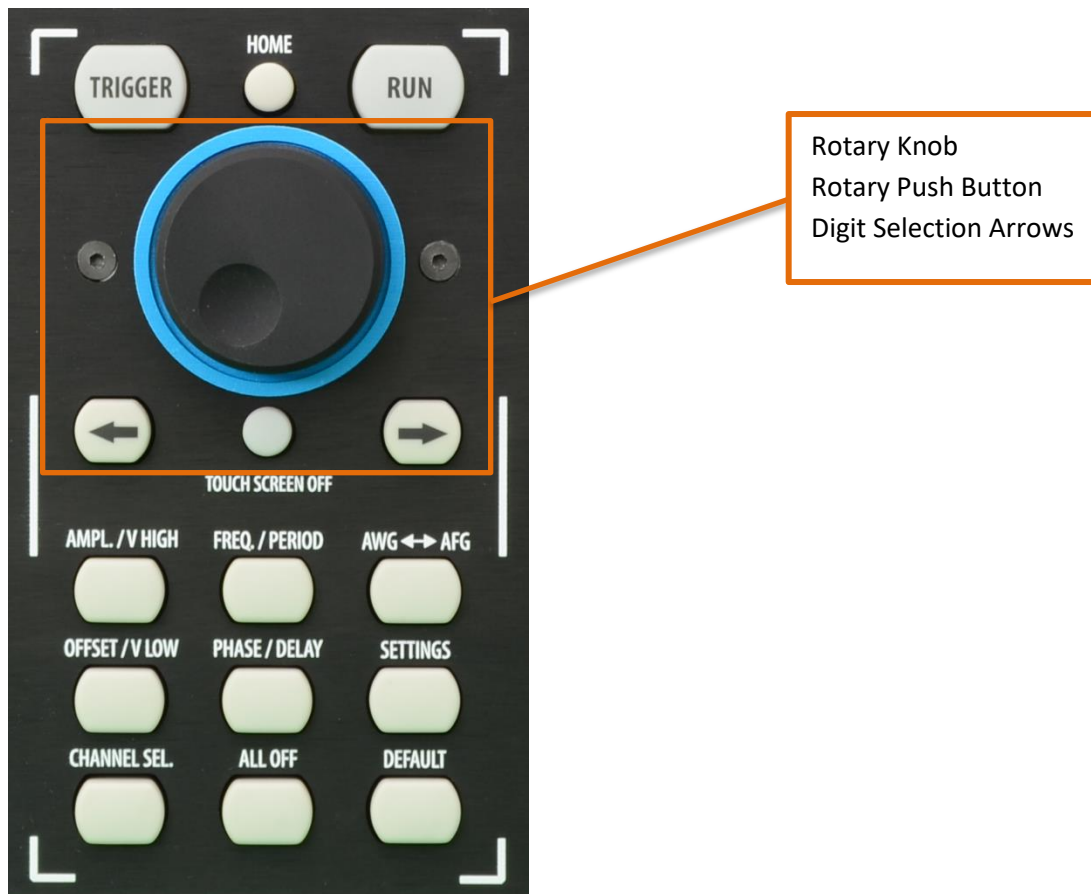 HOME
TRIGGER
RUN
Rotary Knob
Rotary Push Button
Digit Selection Arrows
TOUCH SCREEN OFF
AMPL. / V HIGH
FREQ. / PERIOD
AWG ↔ AFG
OFFSET / V LOW
PHASE / DELAY
SETTINGS
CHANNEL SEL.
ALL OFF
DEFAULT